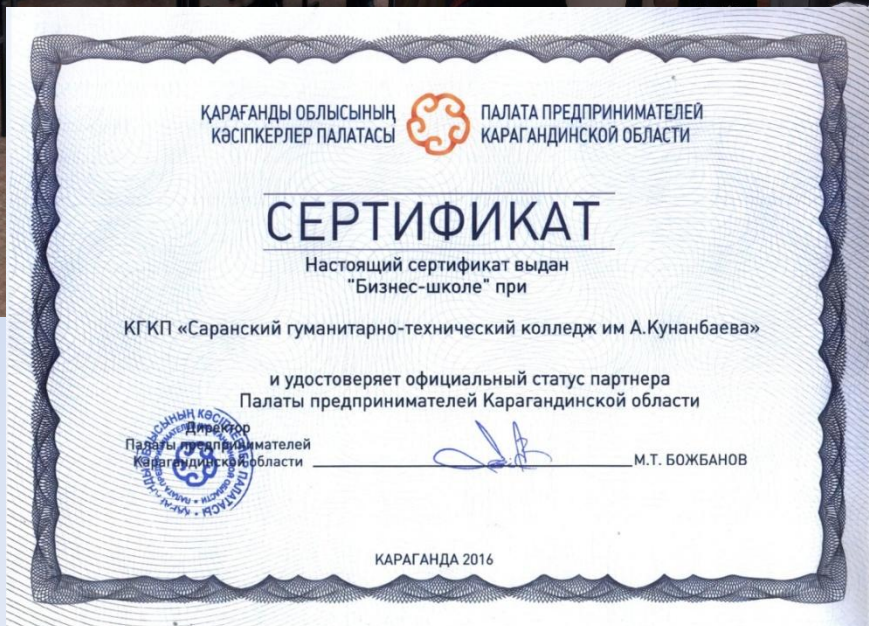 ҚАРАҒАНДЫ ОБЛЫСЫНЫҢ
КӘСІПКЕРЛЕР ПАЛАТАСЫ
ПАЛАТА ПРЕДПРИНИМАТЕЛЕЙ
КАРАГАНДИНСКОЙ ОБЛАСТИ
СЕРТИФИКАТ
Настоящий сертификат выдан
"Бизнес-школе" при
КГКП «Саранский гуманитарно-технический колледж им А.Кунанбаева»
и удостоверяет официальный статус партнера
Палаты предпринимателей Карагандинской области
Директор
Палаты предпринимателей
Карагандинской области
М.Т. БОЖБАНОВ
КАРАГАНДА 2016